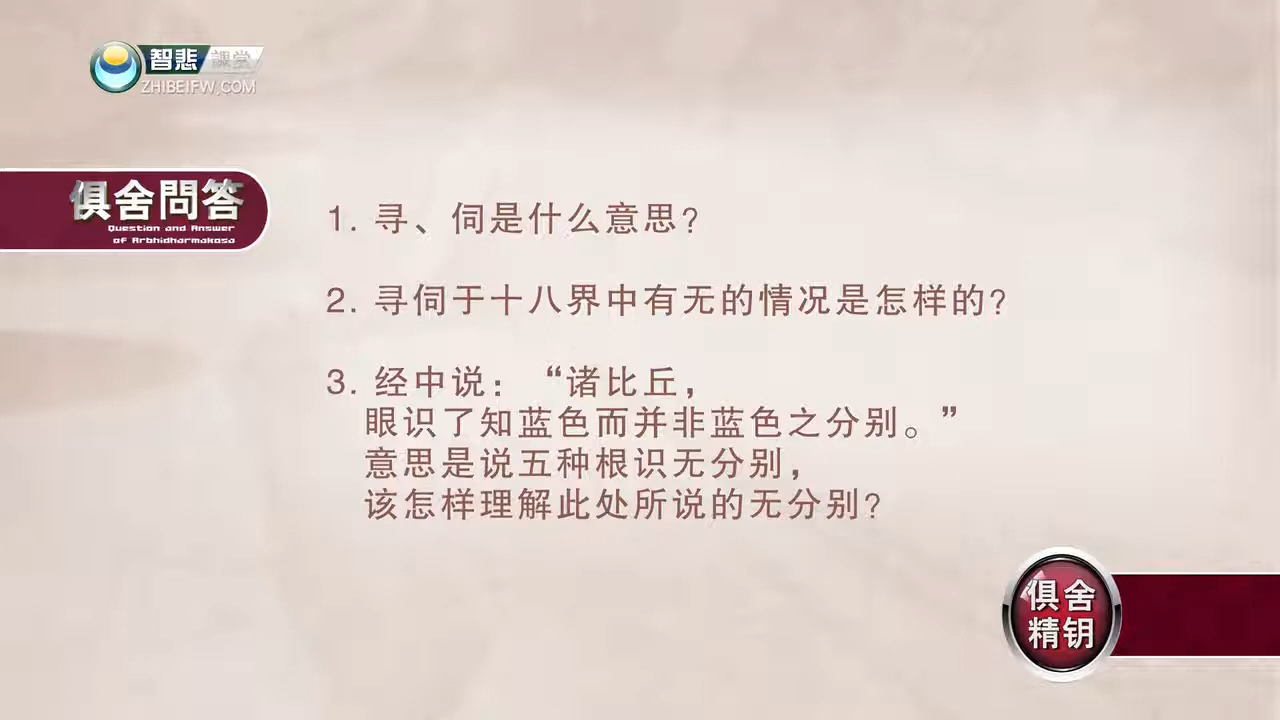 智悲 課堂
ZHIBEIFW.COM
俱舍問答
Question and Answer
of Arbhidharmakosa
1. 寻、伺是什么意思?
2. 寻伺于十八界中有无的情况是怎样的?
3. 经中说：“诸比丘，
眼识了知蓝色而并非蓝色之分别。”
意思是说五种根识无分别，
该怎样理解此处所说的无分别?
俱舍
精钥